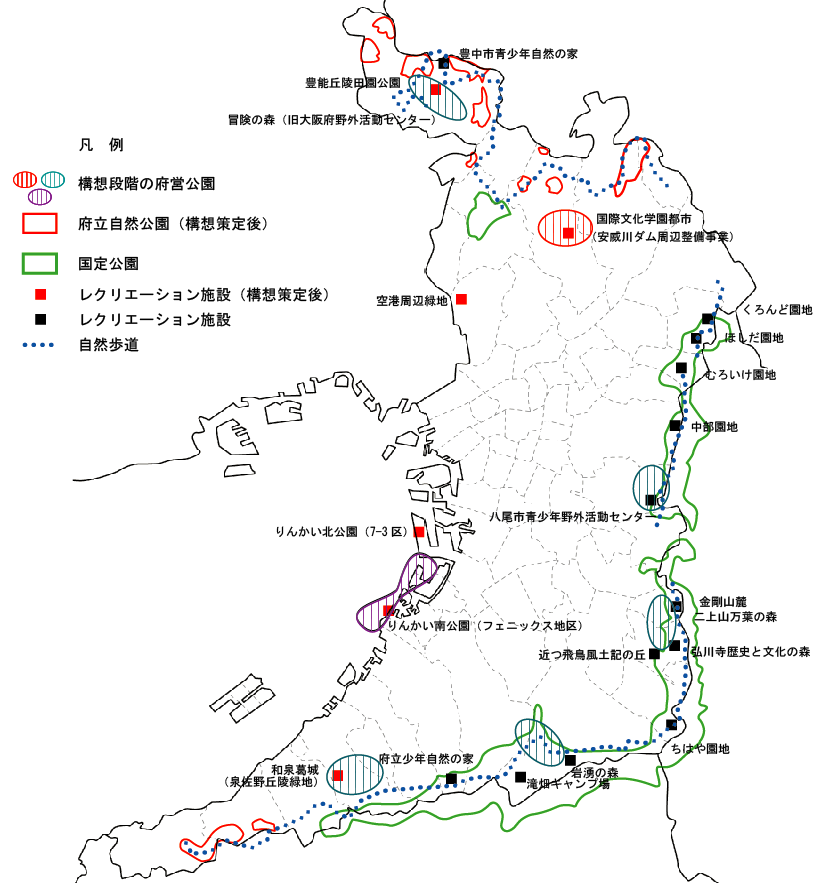 豊中市青少年自然の家
豊能丘陵田園公園
冒険の森（旧大阪府野外活動センター）
凡　例
構想段階の府営公園
府立自然公園（構想策定後）
国定公園
レクリエーション施設（構想策定後）
レクリエーション施設
自然歩道
国際文化学園都市
（安威川ダム周辺整備事業）
空港周辺緑地
くろんど園地
ほしだ園地
むろいけ園地
中部園地
八尾市青少年野外活動センター
りんかい北公園（7-3区）
りんかい南公園（フェニックス地区）
金剛山麓
二上山万葉の森
近つ飛鳥風土記の丘
弘川寺歴史と文化の森
ちはや園地
府立少年自然の家
和泉葛城
（泉佐野丘陵緑地）
岩湧の森
滝畑キャンプ場